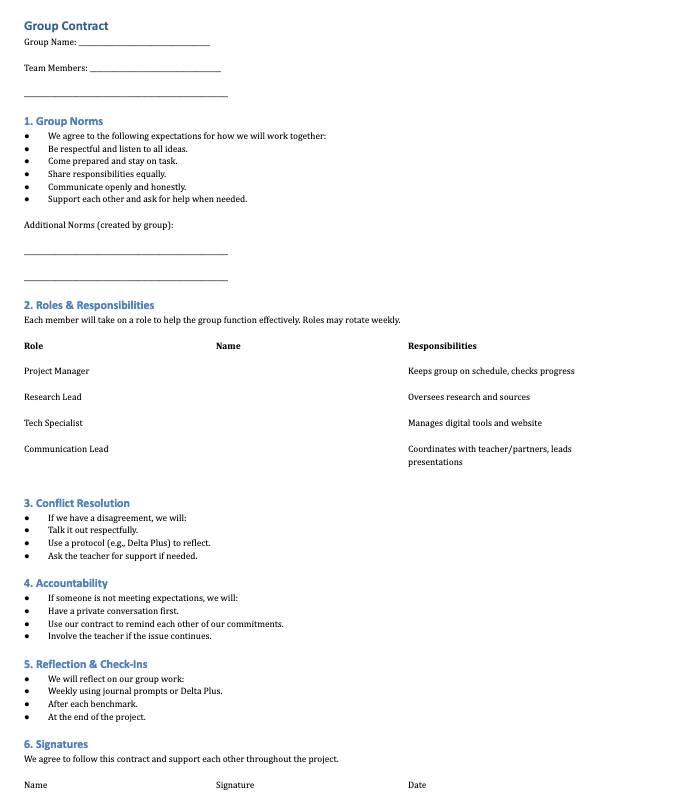 Group Contract
Group Name: ______________________________
Team Members: ______________________________
_______________________________________________
1. Group Norms
● We agree to the following expectations for how we will work together:
● Be respectful and listen to all ideas.
● Come prepared and stay on task.
● Share responsibilities equally.
● Communicate openly and honestly.
● Support each other and ask for help when needed.
Additional Norms (created by group):
_______________________________________________
_______________________________________________
2. Roles & Responsibilities
Each member will take on a role to help the group function effectively. Roles may rotate weekly.
Role Name Responsibilities
Project Manager Keeps group on schedule, checks progress
Research Lead Oversees research and sources
Tech Specialist Manages digital tools and website
Communication Lead Coordinates with teacher/partners, leads
presentations
3. Conflict Resolution
● If we have a disagreement, we will:
● Talk it out respectfully.
● Use a protocol (e.g., Delta Plus) to reflect.
● Ask the teacher for support if needed.
4. Accountability
● If someone is not meeting expectations, we will:
● Have a private conversation first.
● Use our contract to remind each other of our commitments.
● Involve the teacher if the issue continues.
5. Reflection & Check-Ins
● We will reflect on our group work:
● Weekly using journal prompts or Delta Plus.
● After each benchmark.
● At the end of the project.
6. Signatures
We agree to follow this contract and support each other throughout the project.
Name Signature Date